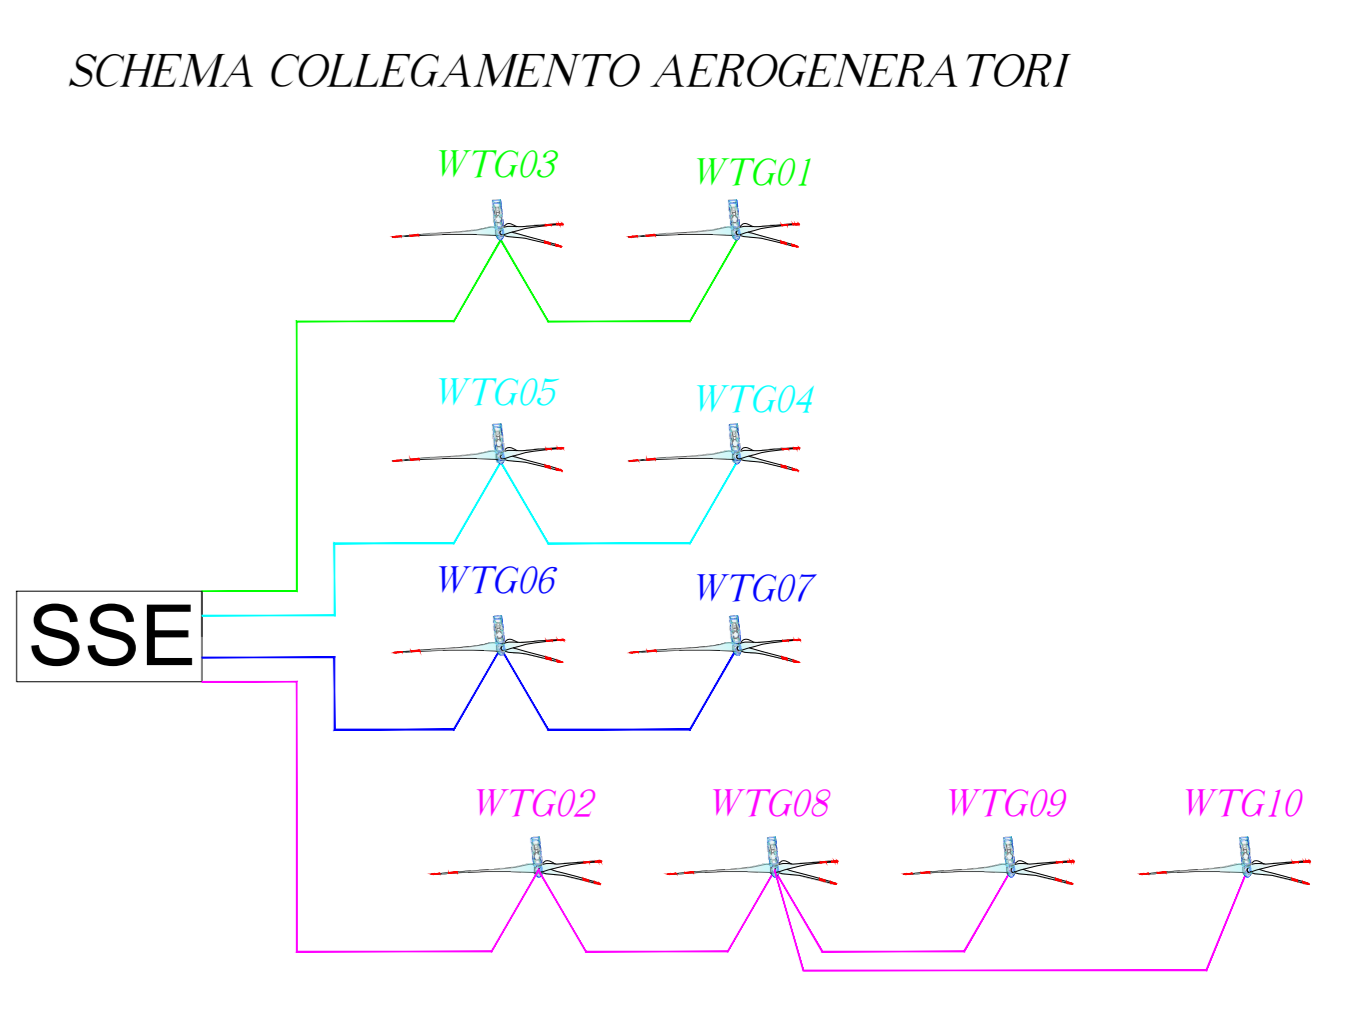 SCHEMA COLLEGAMENTO AEROGENERATORI
WTG03 WTG01
WTG05 WTG04
WTG06 WTG07
SSE
WTG02 WTG08 WTG09 WTG10